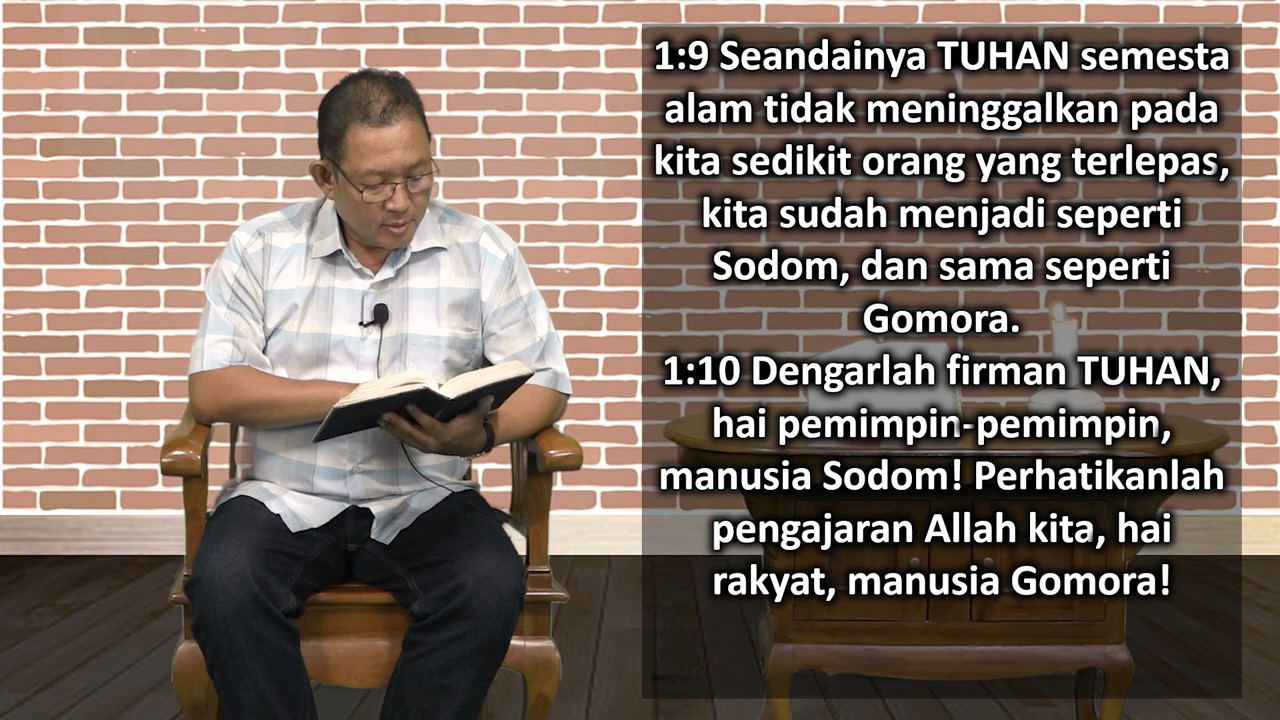 1:9 Seandainya TUHAN semesta
alam tidak meninggalkan pada
kita sedikit orang yang terlepas,
kita sudah menjadi seperti
Sodom, dan sama seperti
Gomora.
1:10 Dengarlah firman TUHAN,
hai pemimpin-pemimpin,
manusia Sodom! Perhatikanlah
pengajaran Allah kita, hai
rakyat, manusia Gomora!